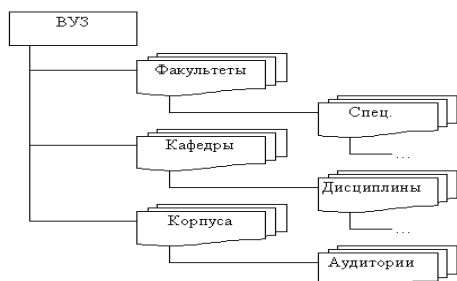 ВУЗ
Факультеты
Спец.
...
Кафедры
Дисциплины
...
Корпуса
Аудитории